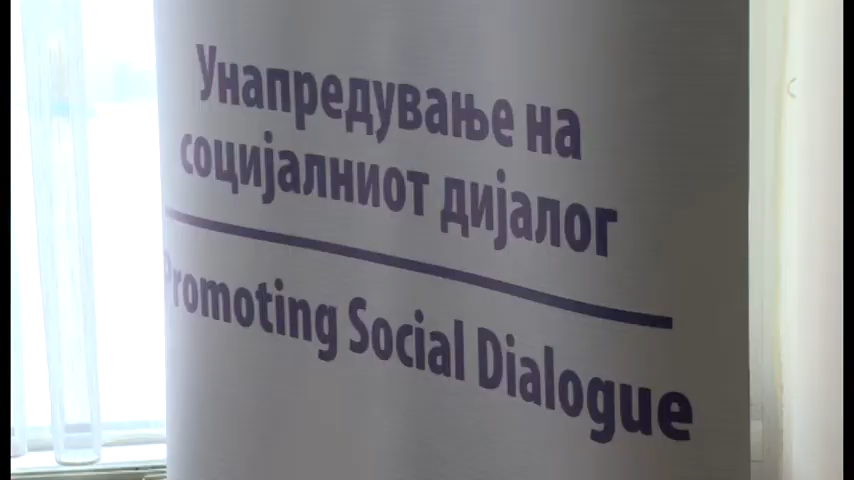 Унапредување на
социјалниот дијалог
Promoting Social Dialogue